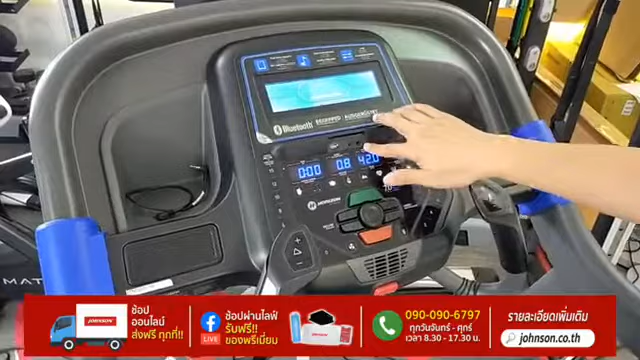 Bluetooth
0:00
0.8
42.0
HORIZON
MAT
JOHNSON
ช้อปออนไลน์
ส่งฟรี ทุกที่!!
LIVE
ช้อปผ่านไลฟ์
รับฟรี!!
ของพรีเมี่ยม
090-090-6797
ทุกวันจันทร์ - ศุกร์
เวลา 8.30 - 17.30 น.
รายละเอียดเพิ่มเติม
johnson.co.th